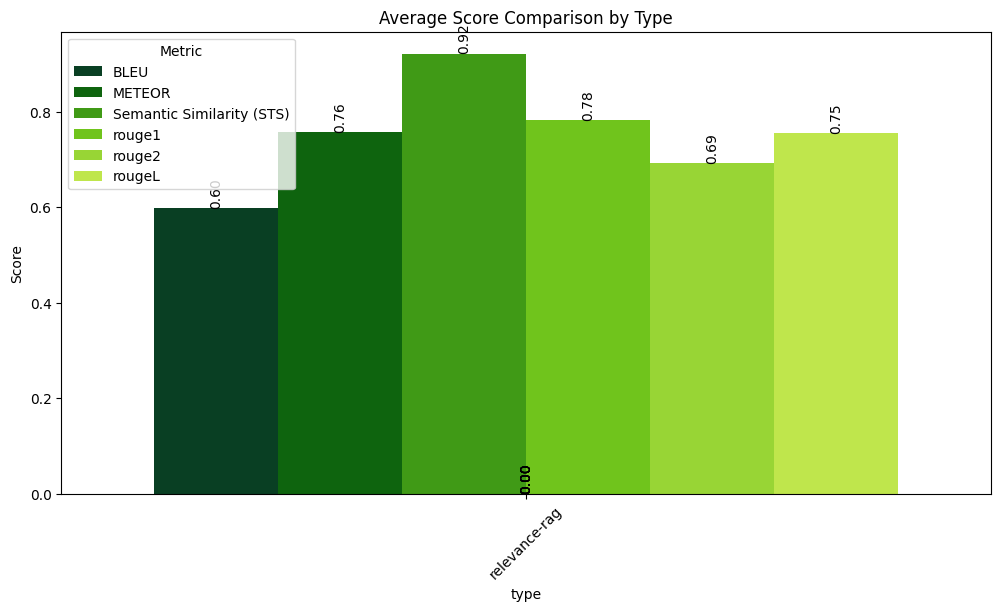 Average Score Comparison by Type
Metric
BLEU
METEOR
Semantic Similarity (STS)
rouge1
rouge2
rougeL
0.60
0.76
0.92
0.78
0.69
0.75
0.00
Score
0.8
0.6
0.4
0.2
0.0
relevance-rag
type